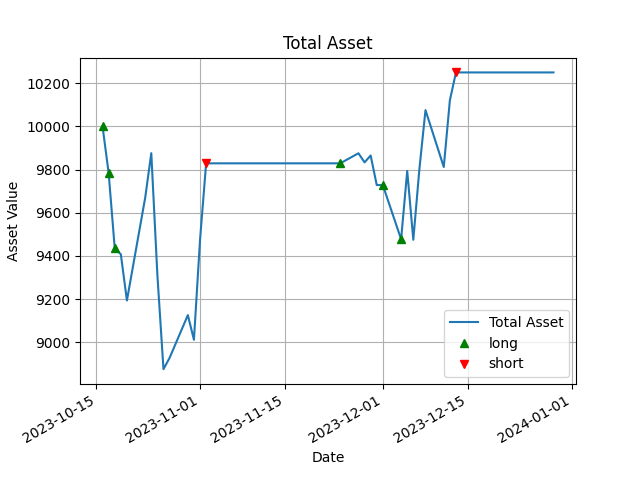 Total Asset
Asset Value
10200
10000
9800
9600
9400
9200
9000
Total Asset
long
short
2023-10-15
2023-11-01
2023-11-15
2023-12-01
2023-12-15
2024-01-01
Date